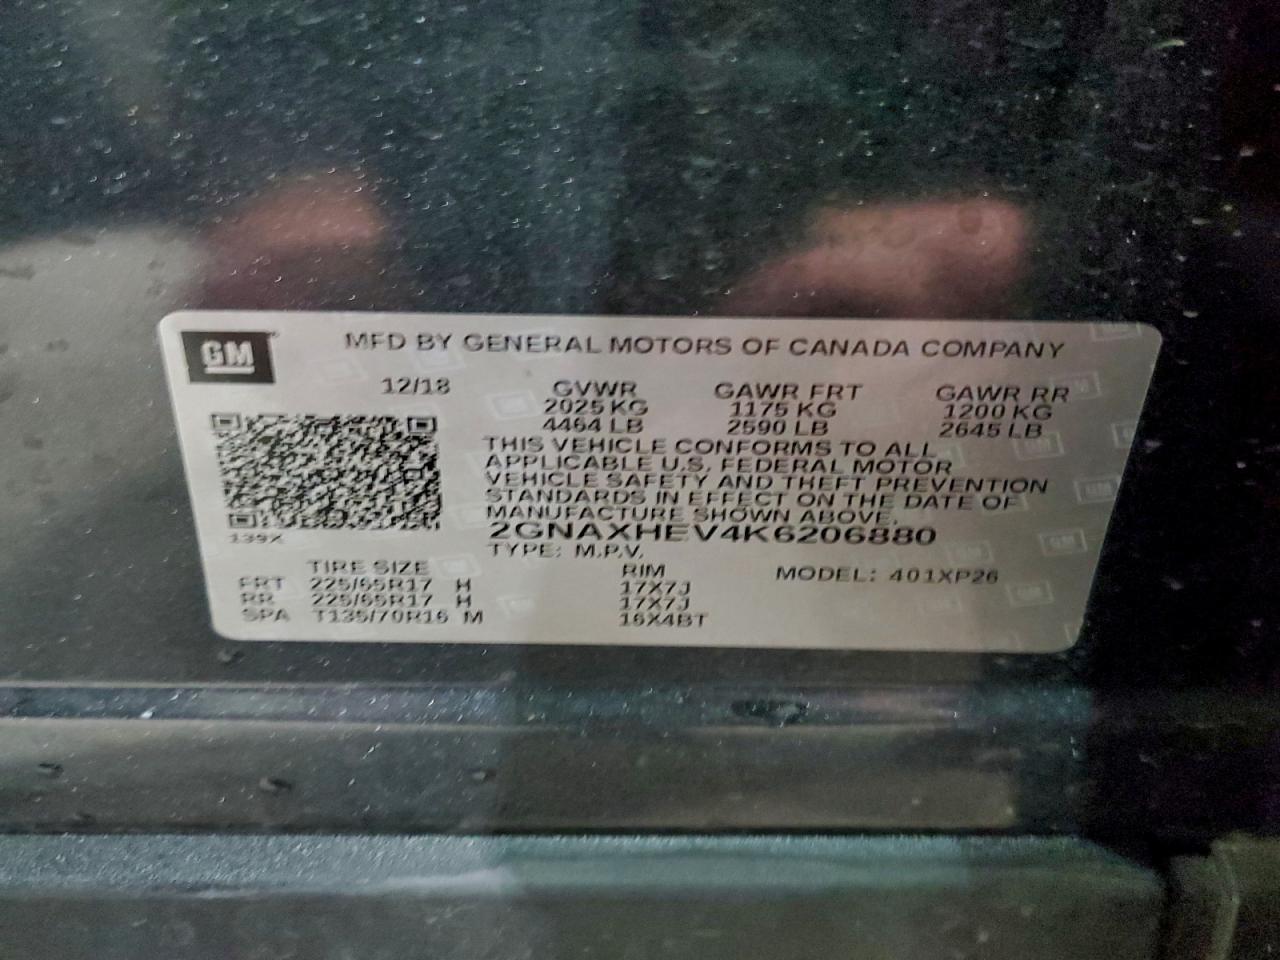 GM
MFD BY GENERAL MOTORS OF CANADA COMPANY
12/18 GVWR GAWR FRT GAWR RR
2025 KG 1175 KG 1200 KG
4464 LB 2590 LB 2645 LB
THIS VEHICLE CONFORMS TO ALL
APPLICABLE U.S. FEDERAL MOTOR
VEHICLE SAFETY AND THEFT PREVENTION
STANDARDS IN EFFECT ON THE DATE OF
MANUFACTURE SHOWN ABOVE.
2GNAXHEV4K6206880
139X
TYPE: M.P.V.
TIRE SIZE RIM MODEL: 401XP26
FRT 225/65R17 H 17X7J
RR 225/65R17 H 17X7J
SPA T135/70R16 M 16X4BT